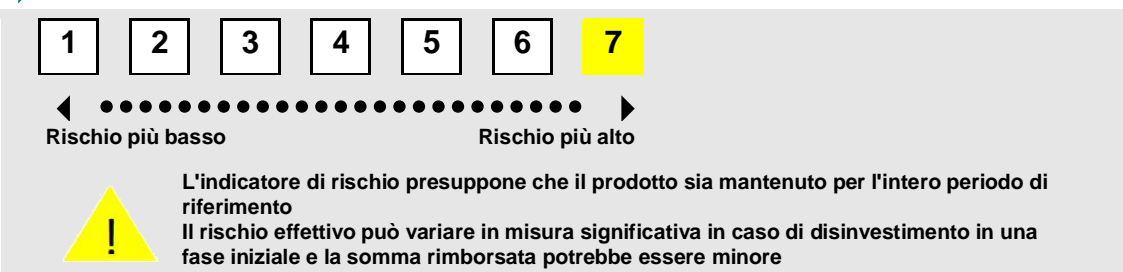 1 2 3 4 5 6 7
Rischio più basso Rischio più alto
L'indicatore di rischio presuppone che il prodotto sia mantenuto per l'intero periodo di
riferimento
Il rischio effettivo può variare in misura significativa in caso di disinvestimento in una
fase iniziale e la somma rimborsata potrebbe essere minore
!